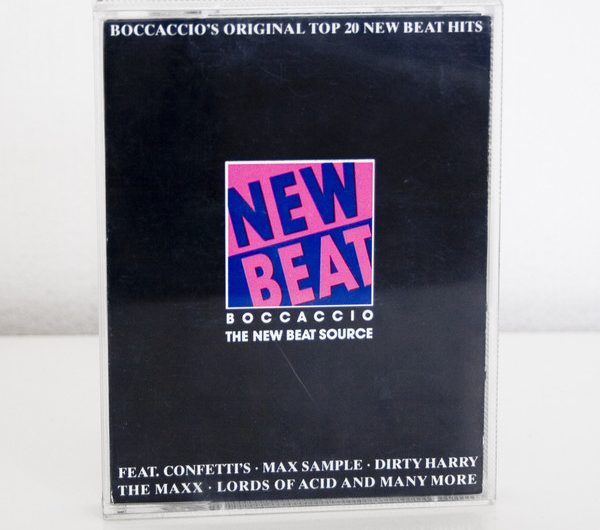 BOCCACCIO'S ORIGINAL TOP 20 NEW BEAT HITS
NEW
BEAT
BOCCACCIO
THE NEW BEAT SOURCE
FEAT. CONFETTI'S · MAX SAMPLE · DIRTY HARRY
THE MAXX · LORDS OF ACID AND MANY MORE